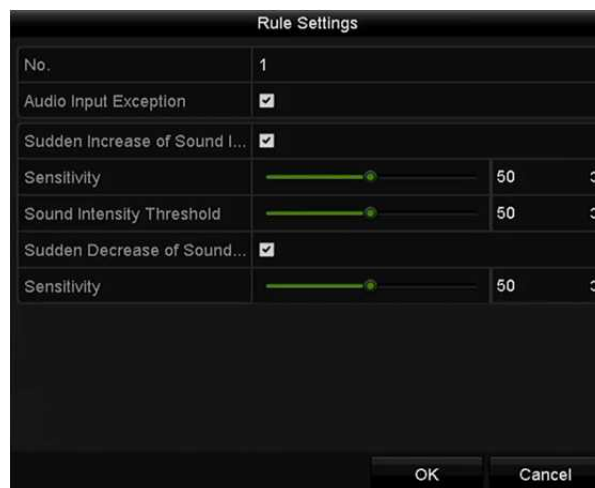 Rule Settings
No. 1
Audio Input Exception
Sudden Increase of Sound I...
Sensitivity 50
Sound Intensity Threshold 50
Sudden Decrease of Sound...
Sensitivity 50
OK Cancel